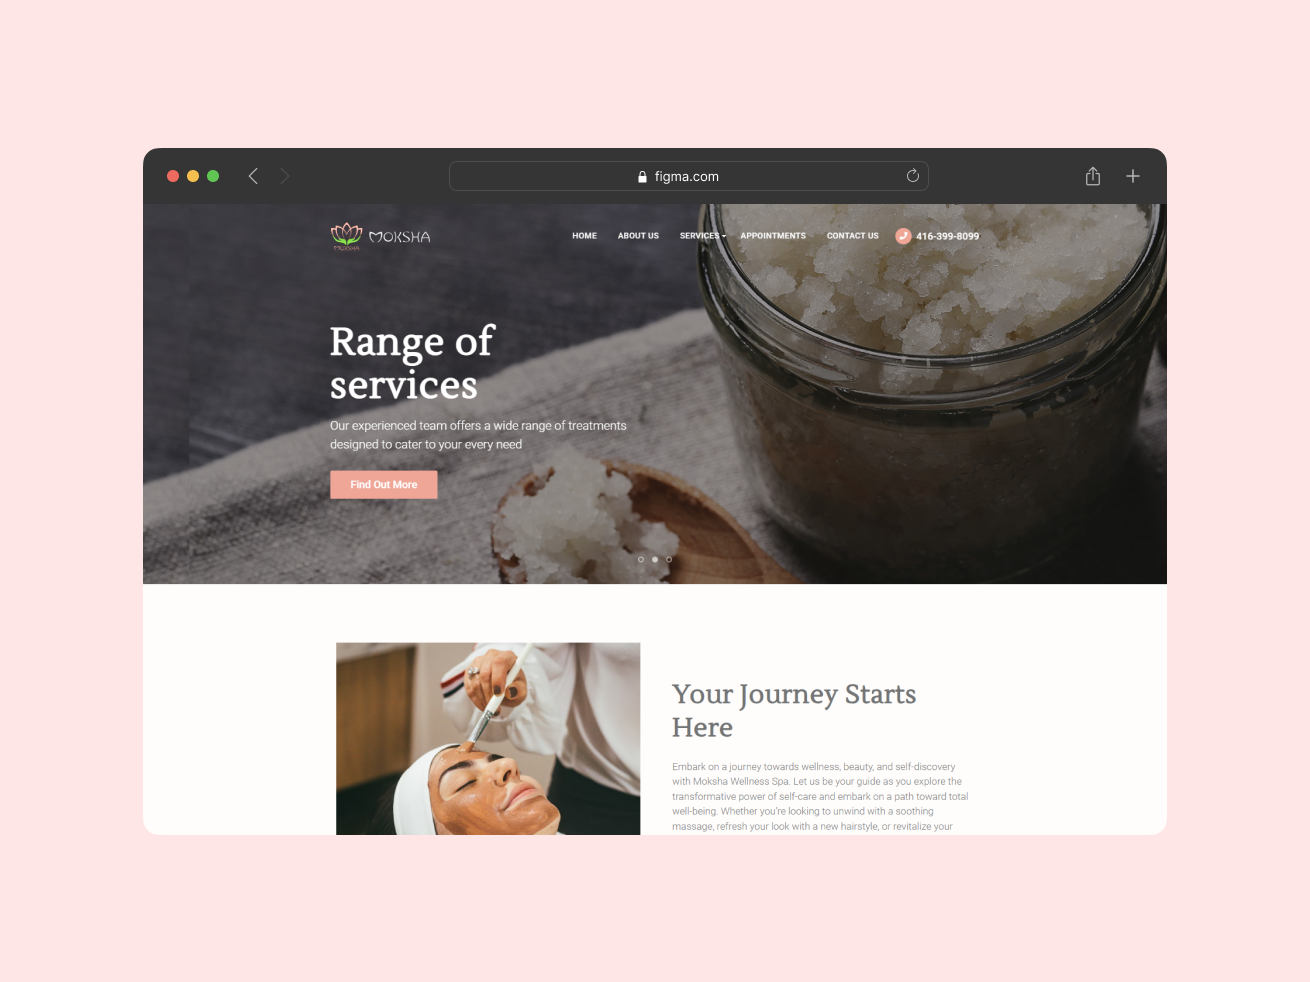 figma.com
MOKSHA
MOKSHA
HOME ABOUT US SERVICES APPOINTMENTS CONTACT US 416-399-8099
Range of
services
Our experienced team offers a wide range of treatments
designed to cater to your every need
Find Out More
Your Journey Starts
Here
Embark on a journey towards wellness, beauty, and self-discovery
with Moksha Wellness Spa. Let us be your guide as you explore the
transformative power of self-care and embark on a path toward total
well-being. Whether you're looking to unwind with a soothing
massage, refresh your look with a new hairstyle, or revitalize your